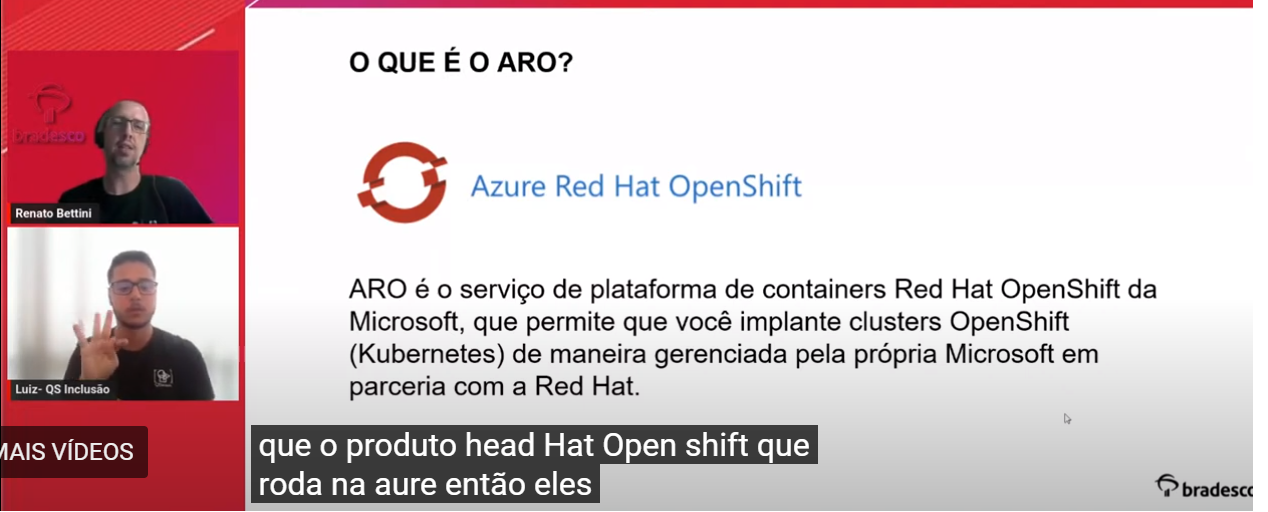 bradesco
Renato Bettini
Luiz- QS Inclusão
MAIS VÍDEOS
O QUE É O ARO?
Azure Red Hat OpenShift
ARO é o serviço de plataforma de containers Red Hat OpenShift da
Microsoft, que permite que você implante clusters OpenShift
(Kubernetes) de maneira gerenciada pela própria Microsoft em
parceria com a Red Hat.
que o produto head Hat Open shift que
roda na aure então eles
bradesco